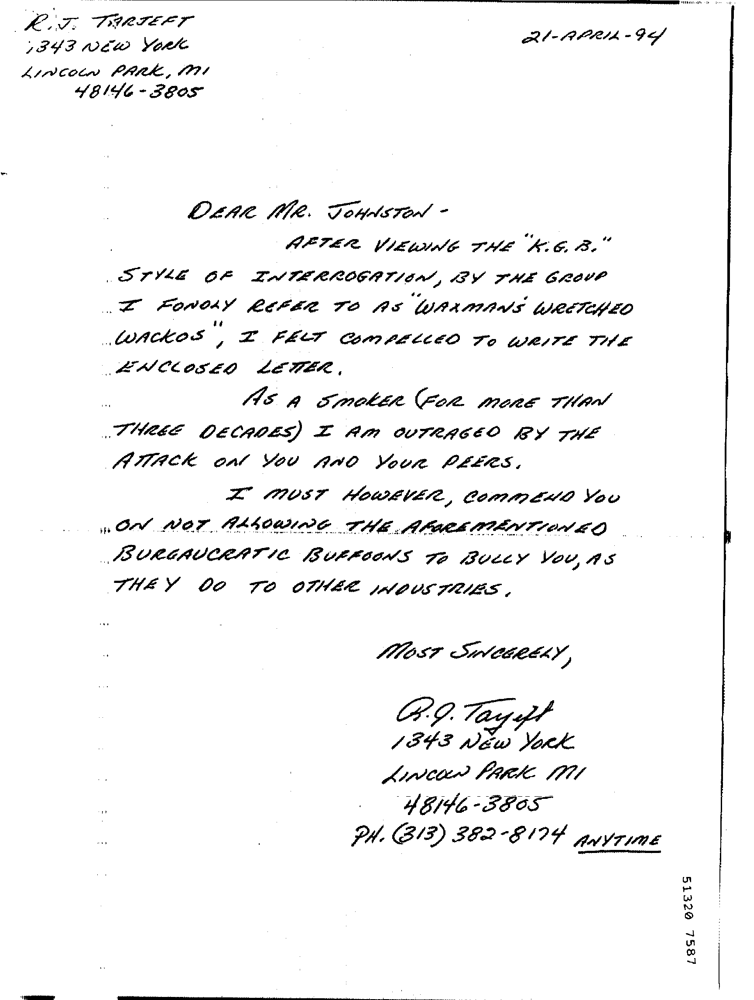 R.J. TARJEFT
1343 NEW YORK
LINCOLN PARK, MI
48146-3805
21-APRIL-94
DEAR MR. JOHNSTON -
AFTER VIEWING THE "K.G.B."
STYLE OF INTERROGATION, BY THE GROUP
I FONDLY REFER TO AS "WAXMAN'S WRETCHED
WACKOS", I FELT COMPELLED TO WRITE THE
ENCLOSED LETTER.
AS A SMOKER (FOR MORE THAN
THREE DECADES) I AM OUTRAGED BY THE
ATTACK ON YOU AND YOUR PEERS.
I MUST HOWEVER, COMMEND YOU
ON NOT ALLOWING THE AFOREMENTIONED
BUREAUCRATIC BUFFOONS TO BULLY YOU, AS
THEY DO TO OTHER INDUSTRIES.
MOST SINCERELY,
R.J.
1343 NEW YORK
LINCOLN PARK MI
48146-3805
PH. (313) 382-8174 ANYTIME
51320 7587